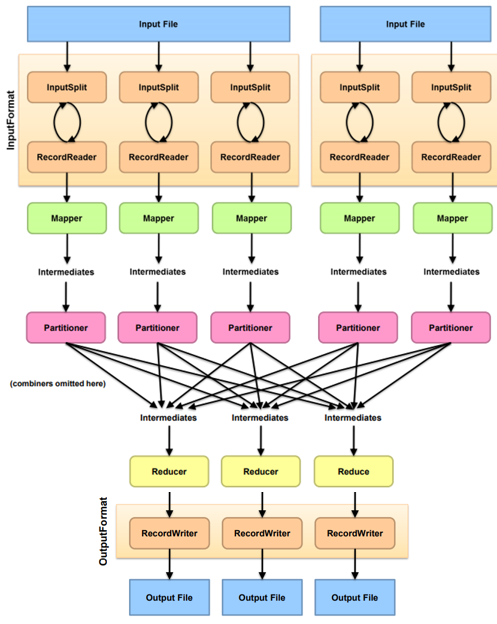 Input File
Input File
InputFormat
InputSplit
InputSplit
InputSplit
InputSplit
InputSplit
RecordReader
RecordReader
RecordReader
RecordReader
RecordReader
Mapper
Mapper
Mapper
Mapper
Mapper
Intermediates
Intermediates
Intermediates
Intermediates
Intermediates
Partitioner
Partitioner
Partitioner
Partitioner
Partitioner
(combiners omitted here)
Intermediates
Intermediates
Intermediates
Reducer
Reducer
Reduce
OutputFormat
RecordWriter
RecordWriter
RecordWriter
Output File
Output File
Output File